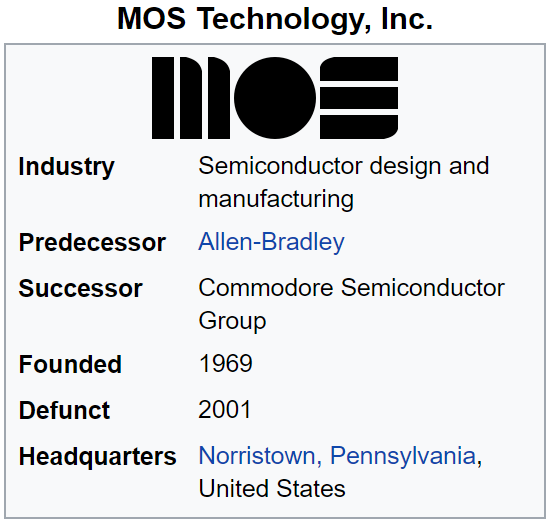 MOS Technology, Inc.
mos
Industry Semiconductor design and
manufacturing
Predecessor Allen-Bradley
Successor Commodore Semiconductor
Group
Founded 1969
Defunct 2001
Headquarters Norristown, Pennsylvania,
United States